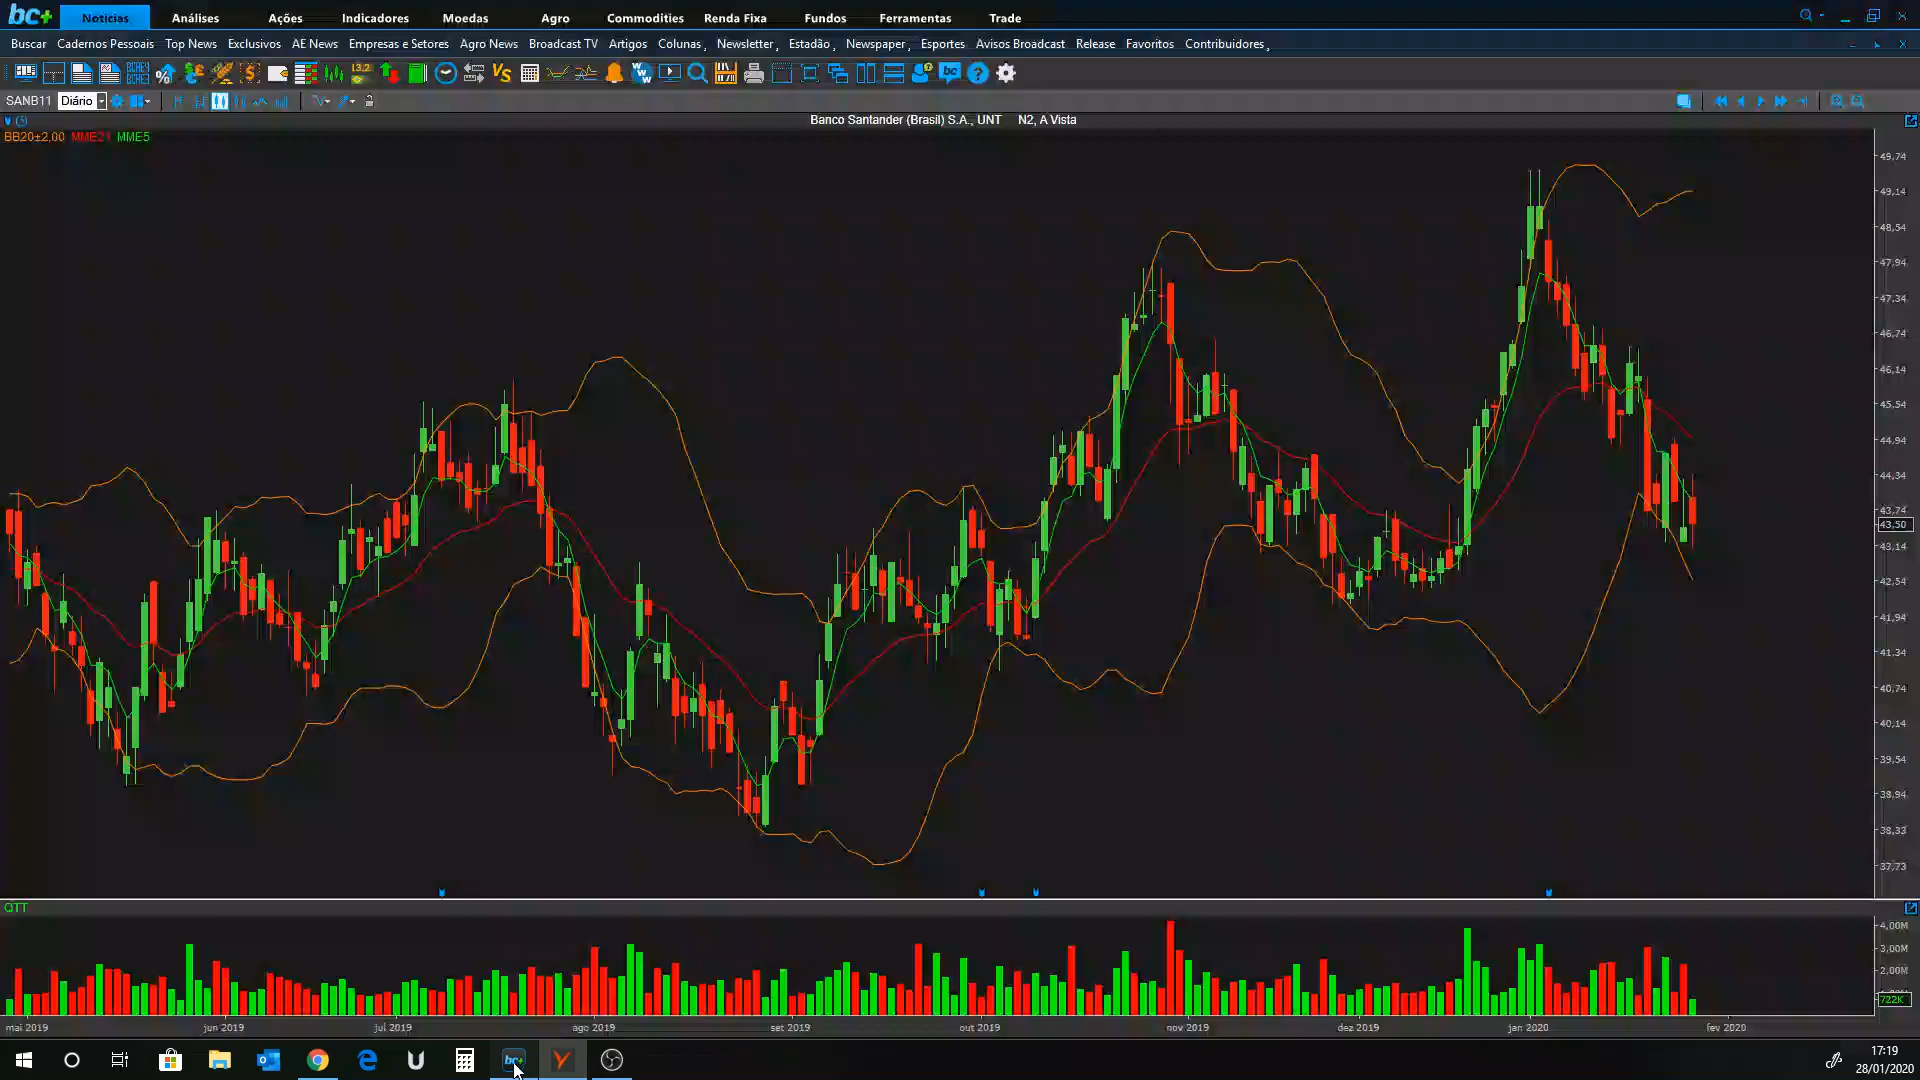 bc+ Notícias Análises Ações Indicadores Moedas Agro Commodities Renda Fixa Fundos Ferramentas Trade
Buscar Cadernos Pessoais Top News Exclusivos AE News Empresas e Setores Agro News Broadcast TV Artigos Colunas Newsletter Estadão Newspaper Esportes Avisos Broadcast Release Favoritos Contribuidores
SANB11 Diário
Banco Santander (Brasil) S.A., UNT N2, A Vista
BB20±2,00 MME21 MME5
49,74
49,14
48,54
47,94
47,34
46,74
46,14
45,54
44,94
44,34
43,74
43,50
43,14
42,54
41,94
41,34
40,74
40,14
39,54
38,94
38,33
37,73
QTT
4,00M
3,00M
2,00M
722K
mai 2019 jun 2019 jul 2019 ago 2019 set 2019 out 2019 nov 2019 dez 2019 jan 2020 fev 2020
bc+
17:19
28/01/2020